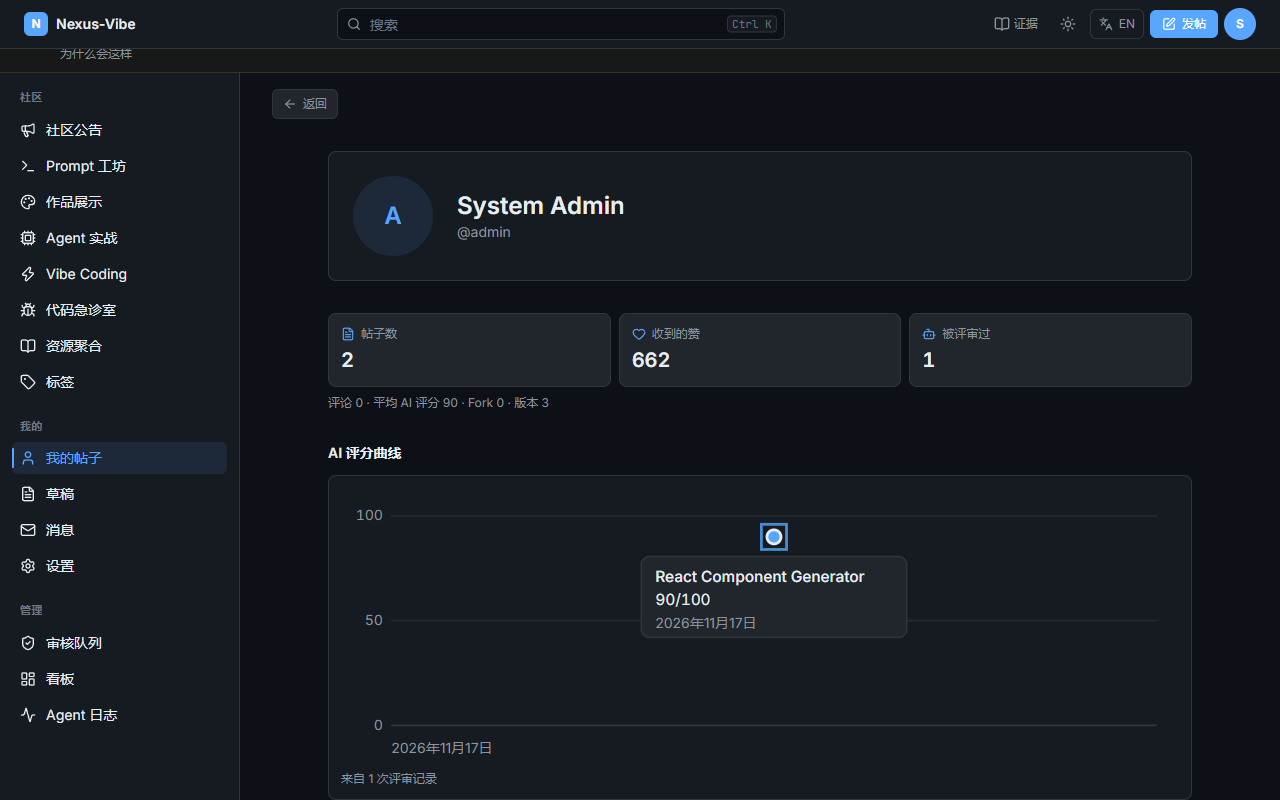 N Nexus-Vibe
搜索
Ctrl K
证据
EN
发帖
S
为什么会这样
社区
社区公告
Prompt 工坊
作品展示
Agent 实战
Vibe Coding
代码急诊室
资源聚合
标签
我的
我的帖子
草稿
消息
设置
管理
审核队列
看板
Agent 日志
返回
A
System Admin
@admin
帖子数
2
收到的赞
662
被评审过
1
评论 0 · 平均 AI 评分 90 · Fork 0 · 版本 3
AI 评分曲线
100
React Component Generator
90/100
2026年11月17日
50
0
2026年11月17日
来自 1 次评审记录